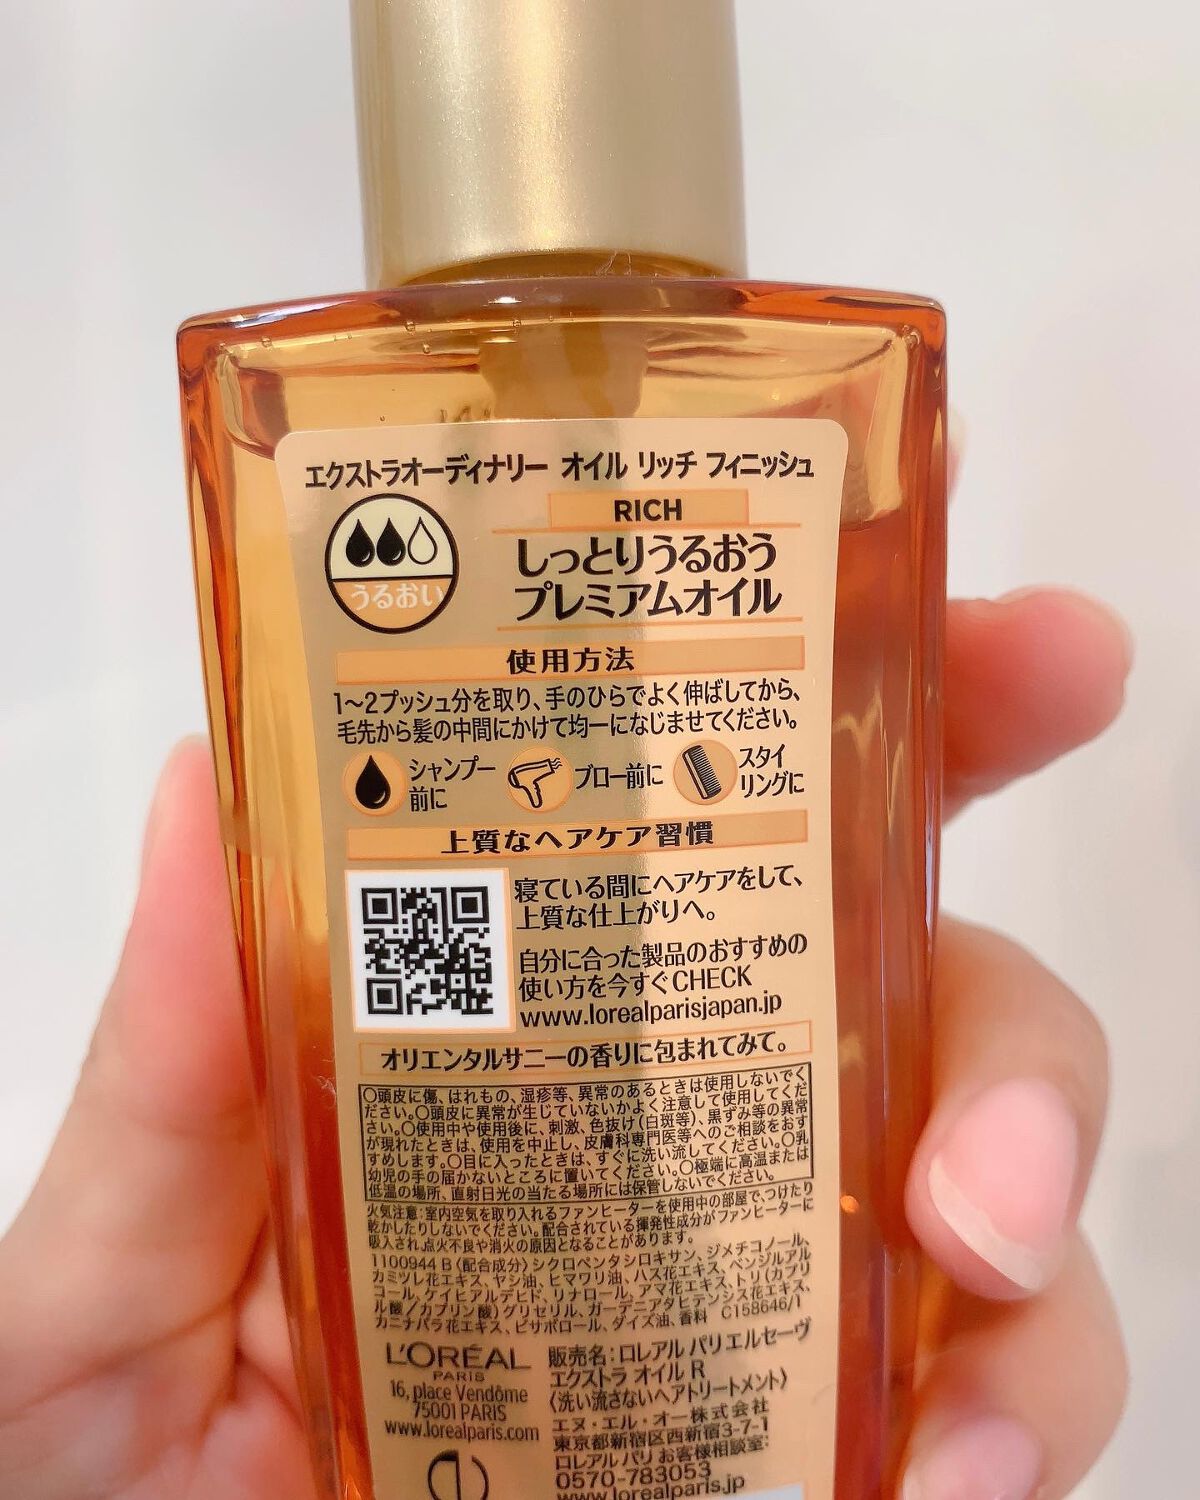 エクストラオーディナリー オイル リッチ フィニッシュ
うるおい
RICH
しっとりうるおう
プレミアムオイル
使用方法
1〜2プッシュ分を取り、手のひらでよく伸ばしてから、
毛先から髪の中間にかけて均一になじませてください。
シャンプー
前に
ブロー前に
スタイ
リングに
上質なヘアケア習慣
寝ている間にヘアケアをして、
上質な仕上がりへ。
自分に合った製品のおすすめの
使い方を今すぐCHECK
www.lorealparisjapan.jp
オリエンタルサニーの香りに包まれてみて。
〇頭皮に傷、はれもの、湿疹等、異常のあるときは使用しないでく
ださい。〇頭皮に異常が生じていないかよく注意して使用してくだ
さい。〇使用中や使用後に、刺激、色抜け(白斑等)、黒ずみ等の異常
が現れたときは、使用を中止し、皮膚科専門医等へのご相談をおす
すめします。〇目に入ったときは、すぐに洗い流してください。〇乳
幼児の手の届かないところに置いてください。〇極端に高温または
低温の場所、直射日光の当たる場所には保管しないでください。
火気注意:室内空気を取り入れるファンヒーターを使用中の部屋で、つけたり
乾かしたりしないでください。配合されている揮発性成分がファンヒーターに
吸入され点火不良や消火の原因となることがあります。
1100944 B〈配合成分〉シクロペンタシロキサン、ジメチコノール、
カミツレ花エキス、ヤシ油、ヒマワリ油、ハス花エキス、ベンジルアル
コール、ケイヒアルデヒド、リナロール、アマ花エキス、トリ(カプリ
ル酸/カプリン酸)グリセリル、ガーデニアタヒテンシス花エキス、
カニナバラ花エキス、ビサボロール、ダイズ油、香料 C158646/1
L'ORÉAL
PARIS
16, place Vendôme
75001 PARIS
www.lorealparis.com
販売名:ロレアル パリ エルセーヴ
エクストラ オイル R
〈洗い流さないヘアトリートメント〉
エヌ・エル・オー株式会社
東京都新宿区西新宿3-7-1
ロレアル パリ お客様相談室:
0570-783053
www.lorealparis.jp